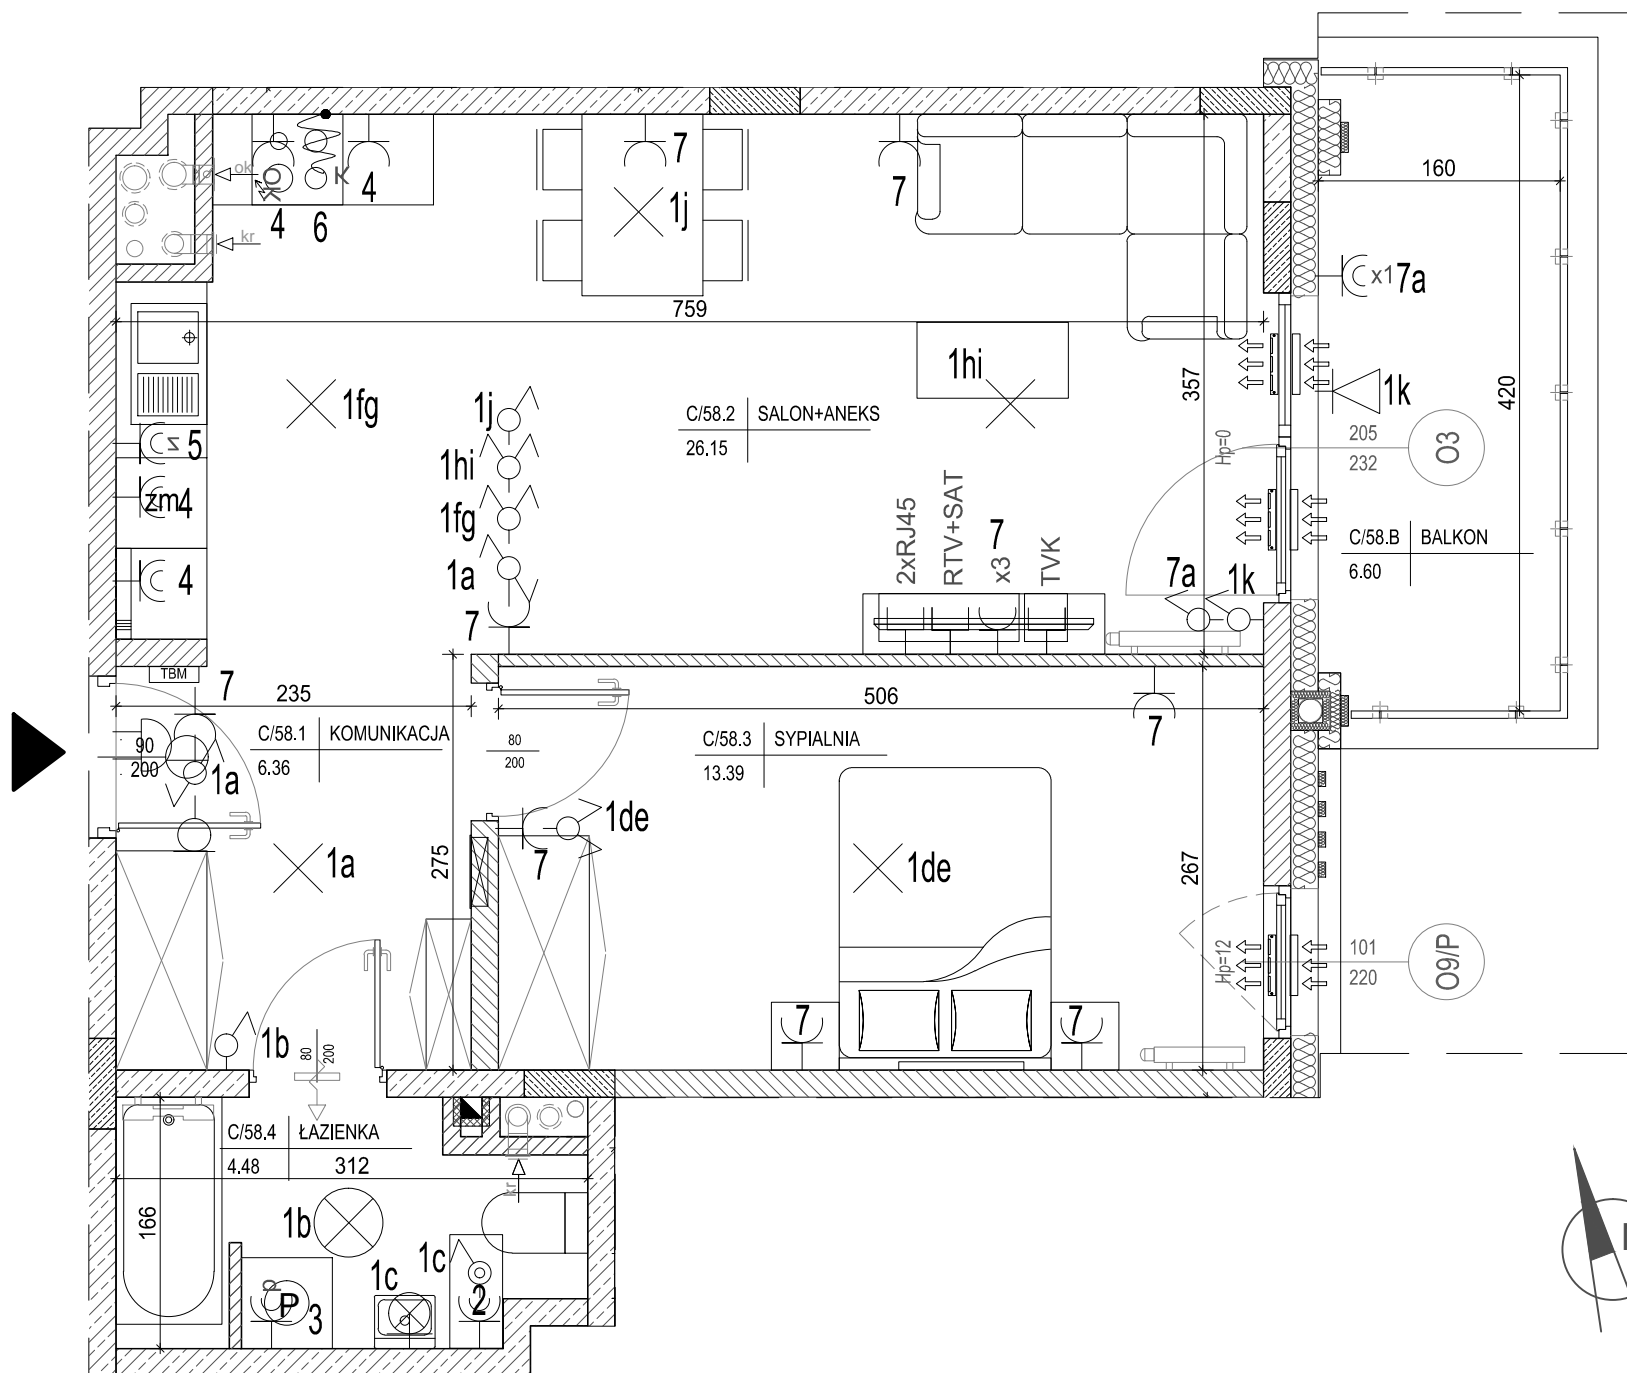 ok
kr
OK
K
4
6
4
7
1j
7
160
x1 7a
759
1hi
1fg
1j
C/58.2 SALON+ANEKS
26.15
357
420
1k
205
232
O3
Hp=0
5
z
1hi
zm4
1fg
2xRJ45
RTV+SAT
7
x3
TVK
C/58.B BALKON
6.60
4
1a
7a
1k
7
TBM
7
235
506
C/58.1 KOMUNIKACJA
6.36
80
200
C/58.3 SYPIALNIA
13.39
7
90
200
1a
1de
1a
275
7
1de
267
Hp=12
101
220
O9/P
1b
80
200
7
7
C/58.4 ŁAZIENKA
4.48
312
kr
166
1b
1c
1c
p
P
3
2